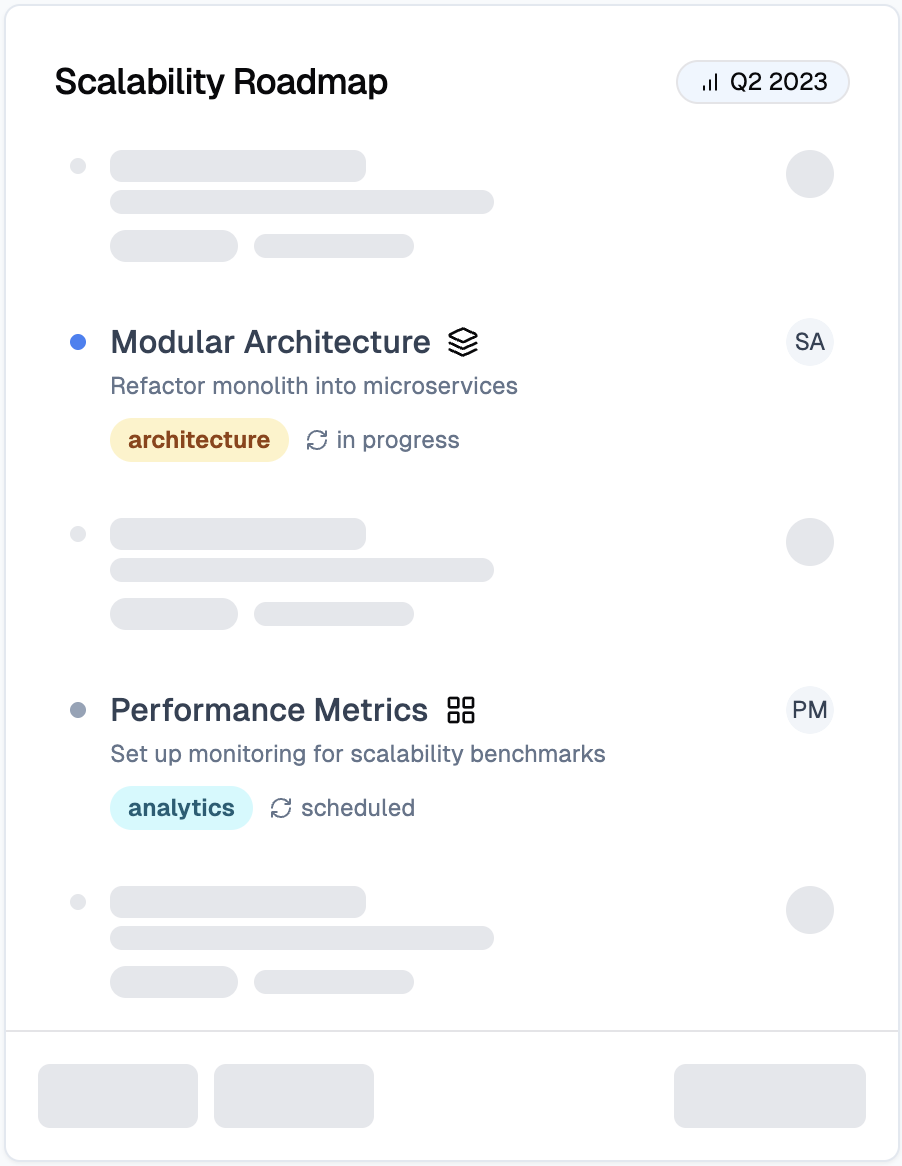 Scalability Roadmap
Q2 2023
Modular Architecture
SA
Refactor monolith into microservices
architecture
in progress
Performance Metrics
PM
Set up monitoring for scalability benchmarks
analytics
scheduled